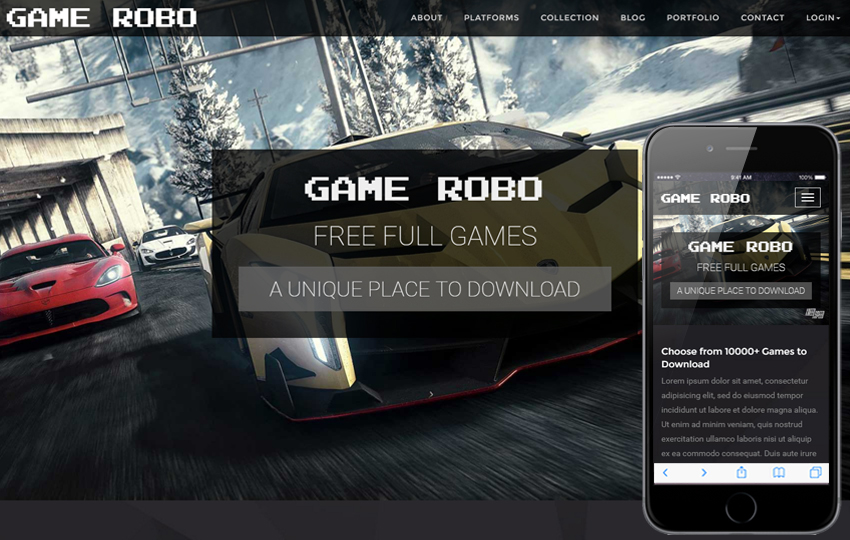 GAME ROBO
ABOUT PLATFORMS COLLECTION BLOG PORTFOLIO CONTACT LOGIN
GAME ROBO
FREE FULL GAMES
A UNIQUE PLACE TO DOWNLOAD
9:41 AM 100%
GAME ROBO
GAME ROBO
FREE FULL GAMES
A UNIQUE PLACE TO DOWNLOAD
Choose from 10000+ Games to
Download
Lorem ipsum dolor sit amet, consectetur
adipisicing elit, sed do eiusmod tempor
incididunt ut labore et dolore magna aliqua.
Ut enim ad minim veniam, quis nostrud
exercitation ullamco laboris nisi ut aliquip
ex ea commodo consequat. Duis aute irure